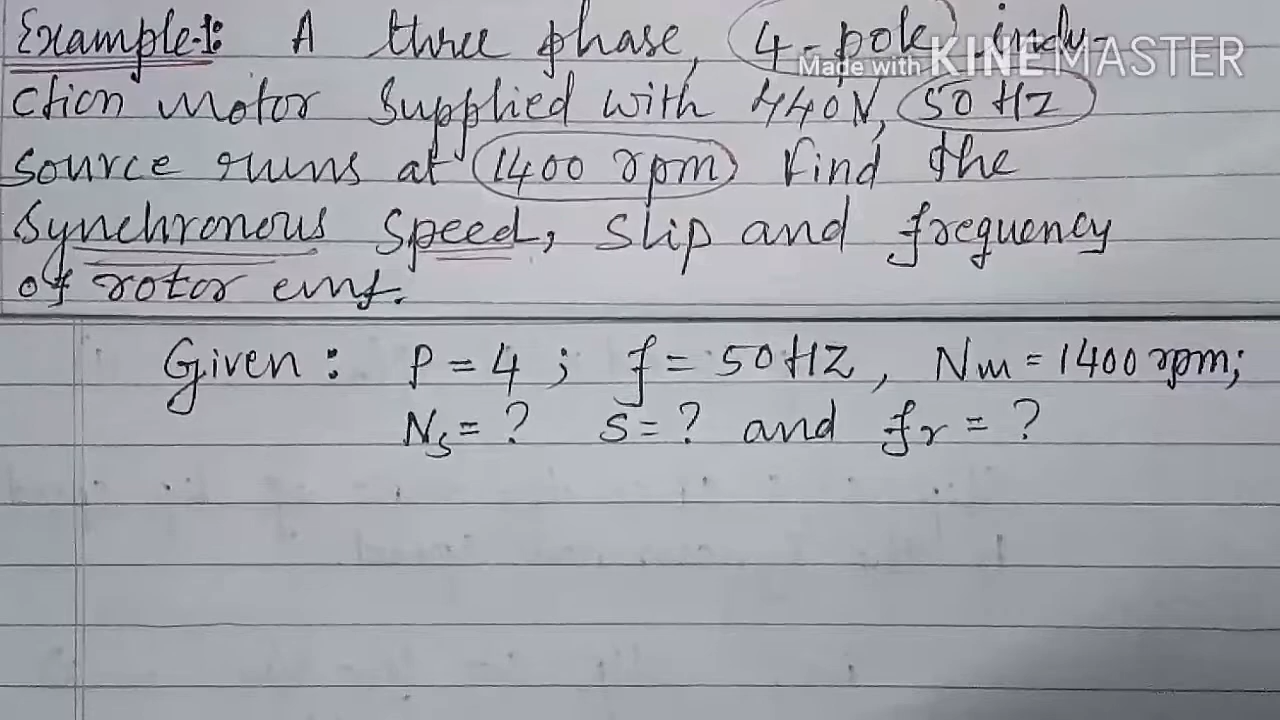 Example-1: A three phase, 4-pole indu-
Made with KINEMASTER
ction motor supplied with 440V, 50 Hz
source runs at 1400 rpm find the
synchronous speed, slip and frequency
of rotor emf.
Given: P = 4 ; f = 50 HZ, Nm = 1400 rpm;
Ns = ? S = ? and fr = ?